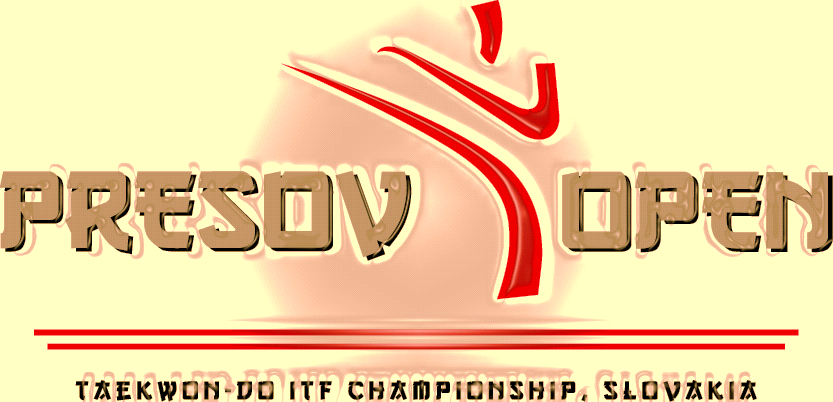 PRESOV OPEN
TAEKWON-DO ITF CHAMPIONSHIP, SLOVAKIA